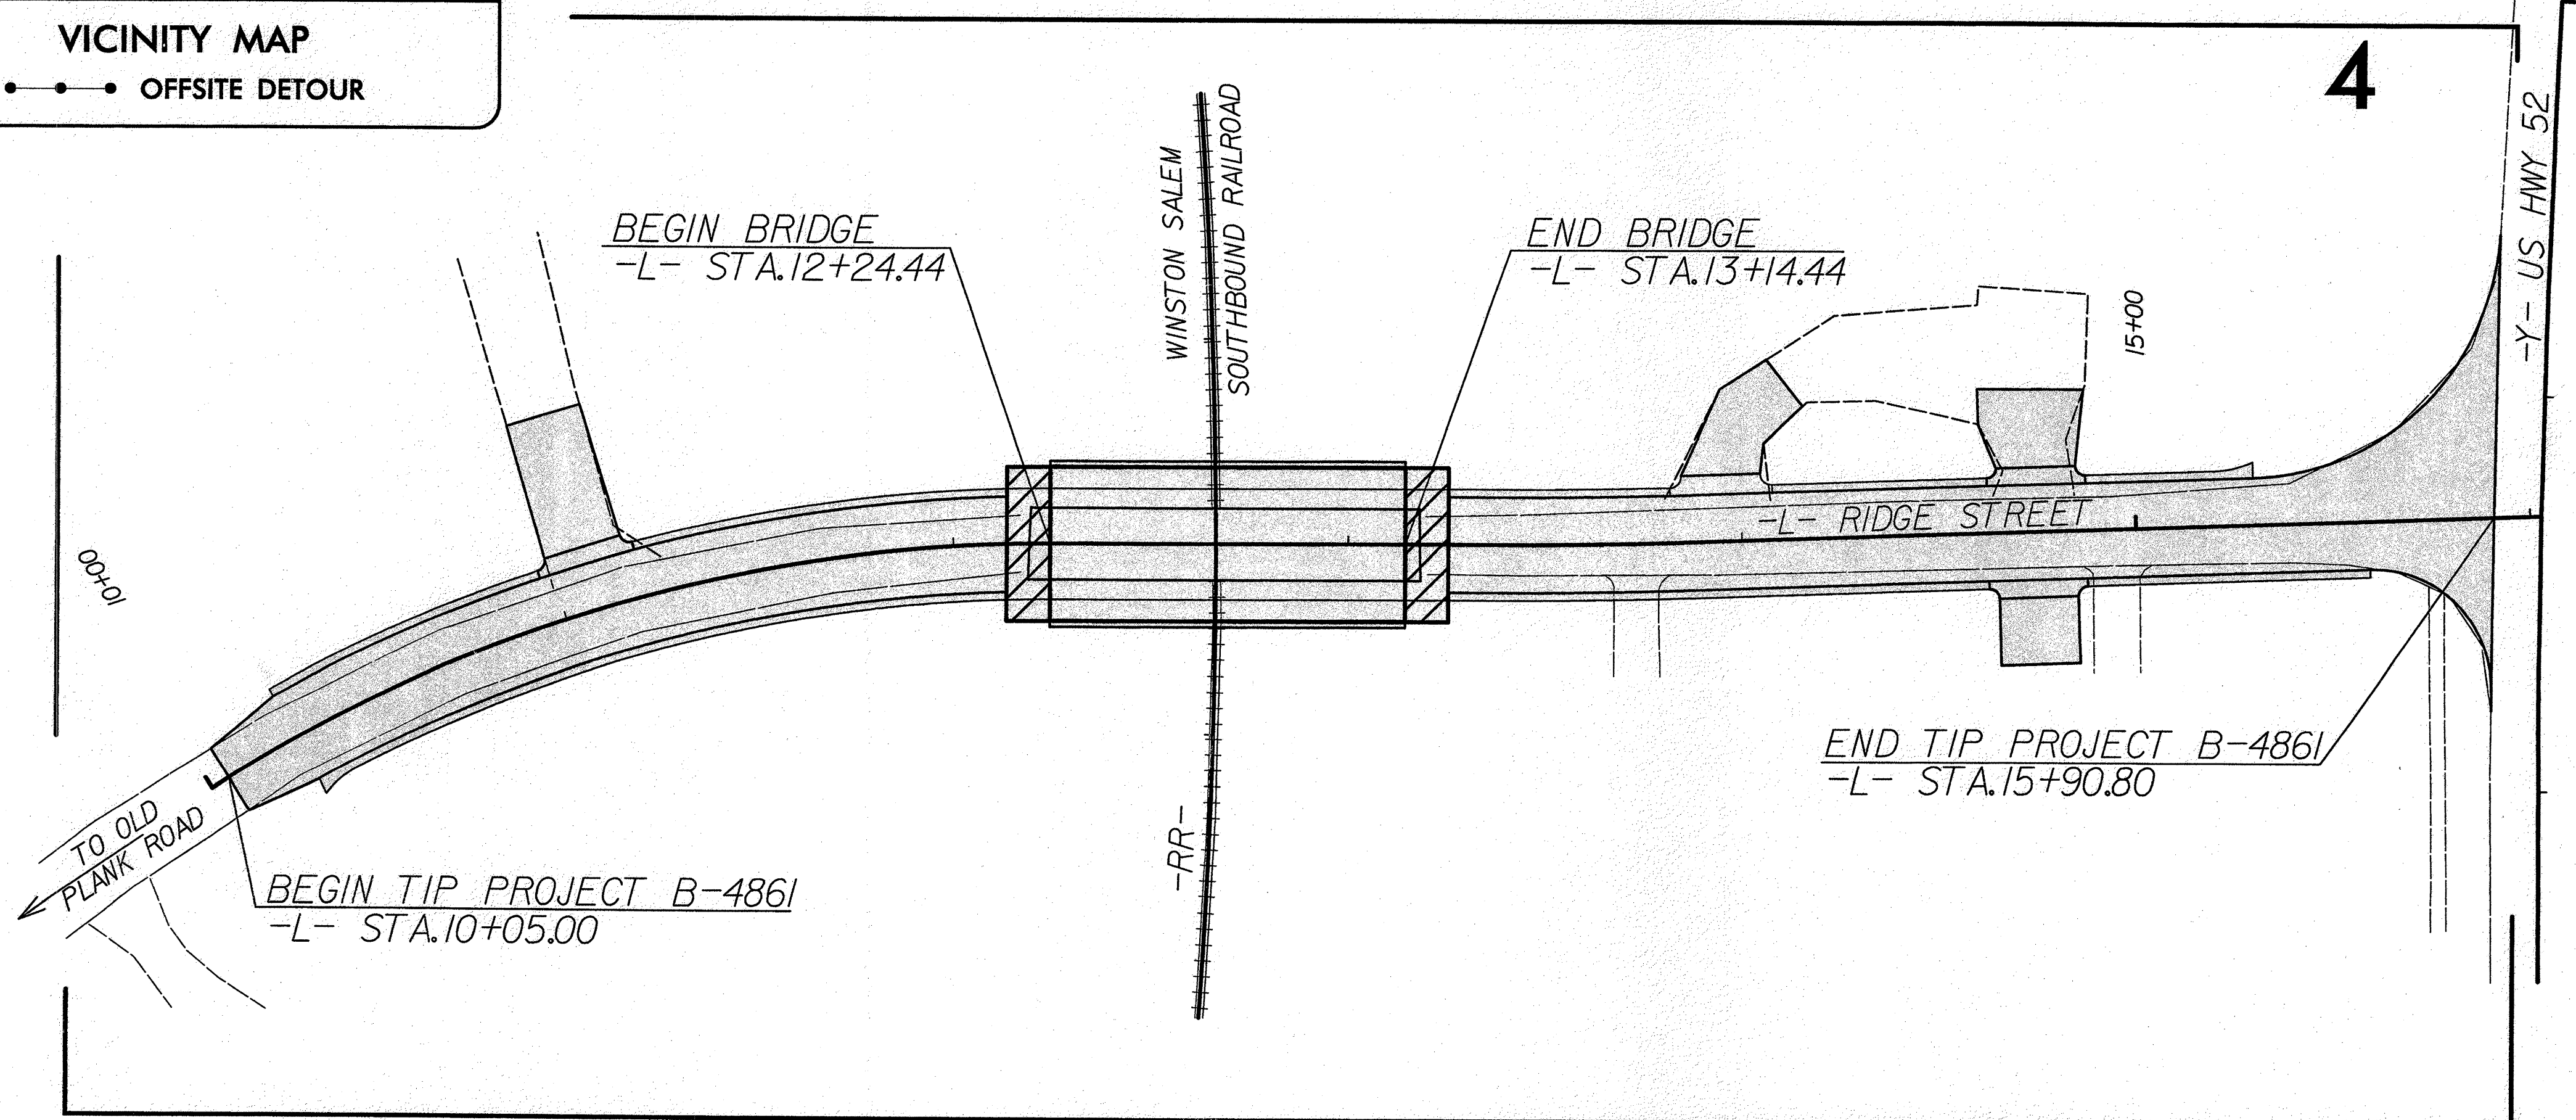 VICINITY MAP
OFFSITE DETOUR
4
-Y- US HWY 52
WINSTON SALEM
SOUTHBOUND RAILROAD
BEGIN BRIDGE
-L- STA.12+24.44
END BRIDGE
-L- STA.13+14.44
15+00
10+00
-L- RIDGE STREET
END TIP PROJECT B-4861
-L- STA.15+90.80
TO OLD
PLANK ROAD
-RR-
BEGIN TIP PROJECT B-4861
-L- STA.10+05.00